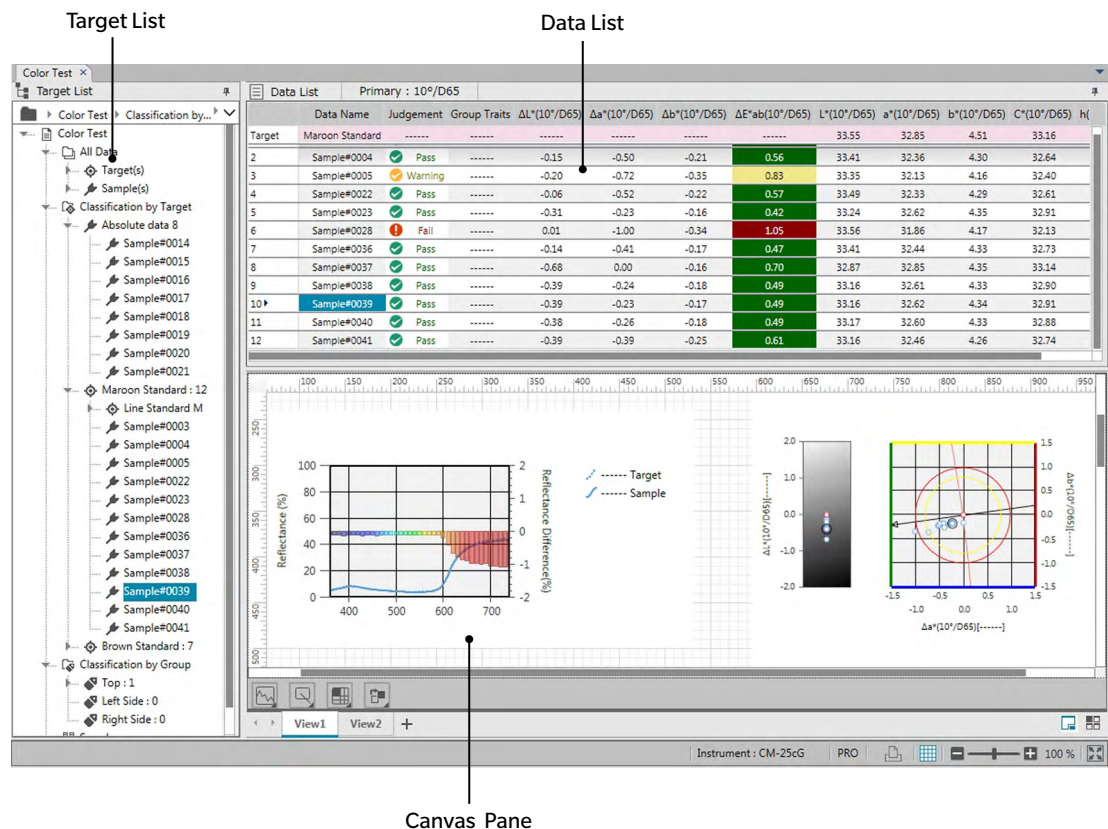 Target List
Data List
Color Test ×
Target List
Color Test Classification by...
Color Test
All Data
Target(s)
Sample(s)
Classification by Target
Absolute data 8
Sample#0014
Sample#0015
Sample#0016
Sample#0017
Sample#0018
Sample#0019
Sample#0020
Sample#0021
Maroon Standard : 12
Line Standard M
Sample#0003
Sample#0004
Sample#0005
Sample#0022
Sample#0023
Sample#0028
Sample#0036
Sample#0037
Sample#0038
Sample#0039
Sample#0040
Sample#0041
Brown Standard : 7
Classification by Group
Top : 1
Left Side : 0
Right Side : 0
Data List Primary : 10°/D65
Data Name Judgement Group Traits ΔL*(10°/D65) Δa*(10°/D65) Δb*(10°/D65) ΔE*ab(10°/D65) L*(10°/D65) a*(10°/D65) b*(10°/D65) C*(10°/D65) h(
Target Maroon Standard ------ ------ ------ ------ ------ ------ 33.55 32.85 4.51 33.16
2 Sample#0004 Pass ------ -0.15 -0.50 -0.21 0.56 33.41 32.36 4.30 32.64
3 Sample#0005 Warning ------ -0.20 -0.72 -0.35 0.83 33.35 32.13 4.16 32.40
4 Sample#0022 Pass ------ -0.06 -0.52 -0.22 0.57 33.49 32.33 4.29 32.61
5 Sample#0023 Pass ------ -0.31 -0.23 -0.16 0.42 33.24 32.62 4.35 32.91
6 Sample#0028 Fail ------ 0.01 -1.00 -0.34 1.05 33.56 31.86 4.17 32.13
7 Sample#0036 Pass ------ -0.14 -0.41 -0.17 0.47 33.41 32.44 4.33 32.73
8 Sample#0037 Pass ------ -0.68 0.00 -0.16 0.70 32.87 32.85 4.35 33.14
9 Sample#0038 Pass ------ -0.39 -0.24 -0.18 0.49 33.16 32.61 4.33 32.90
10 Sample#0039 Pass ------ -0.39 -0.23 -0.17 0.49 33.16 32.62 4.34 32.91
11 Sample#0040 Pass ------ -0.38 -0.26 -0.18 0.49 33.17 32.60 4.33 32.88
12 Sample#0041 Pass ------ -0.39 -0.39 -0.25 0.61 33.16 32.46 4.26 32.74
100 150 200 250 300 350 400 450 500 550 600 650 700 750 800 850 900 950
250
300
350
400
450
500
Reflectance (%)
100
80
60
40
20
0
400 500 600 700
2
1
0
-1
-2
Reflectance Difference(%)
------ Target
------ Sample
ΔL*(10°/D65)[------]
2.0
1.0
0.0
-1.0
-2.0
1.5
1.0
0.5
0.0
-0.5
-1.0
-1.5
Δb*(10°/D65)[------]
-1.5 -0.5 0.5 1.5
-1.0 0.0 1.0
Δa*(10°/D65)[------]
View1 View2 +
Instrument : CM-25cG PRO 100 %
Canvas Pane